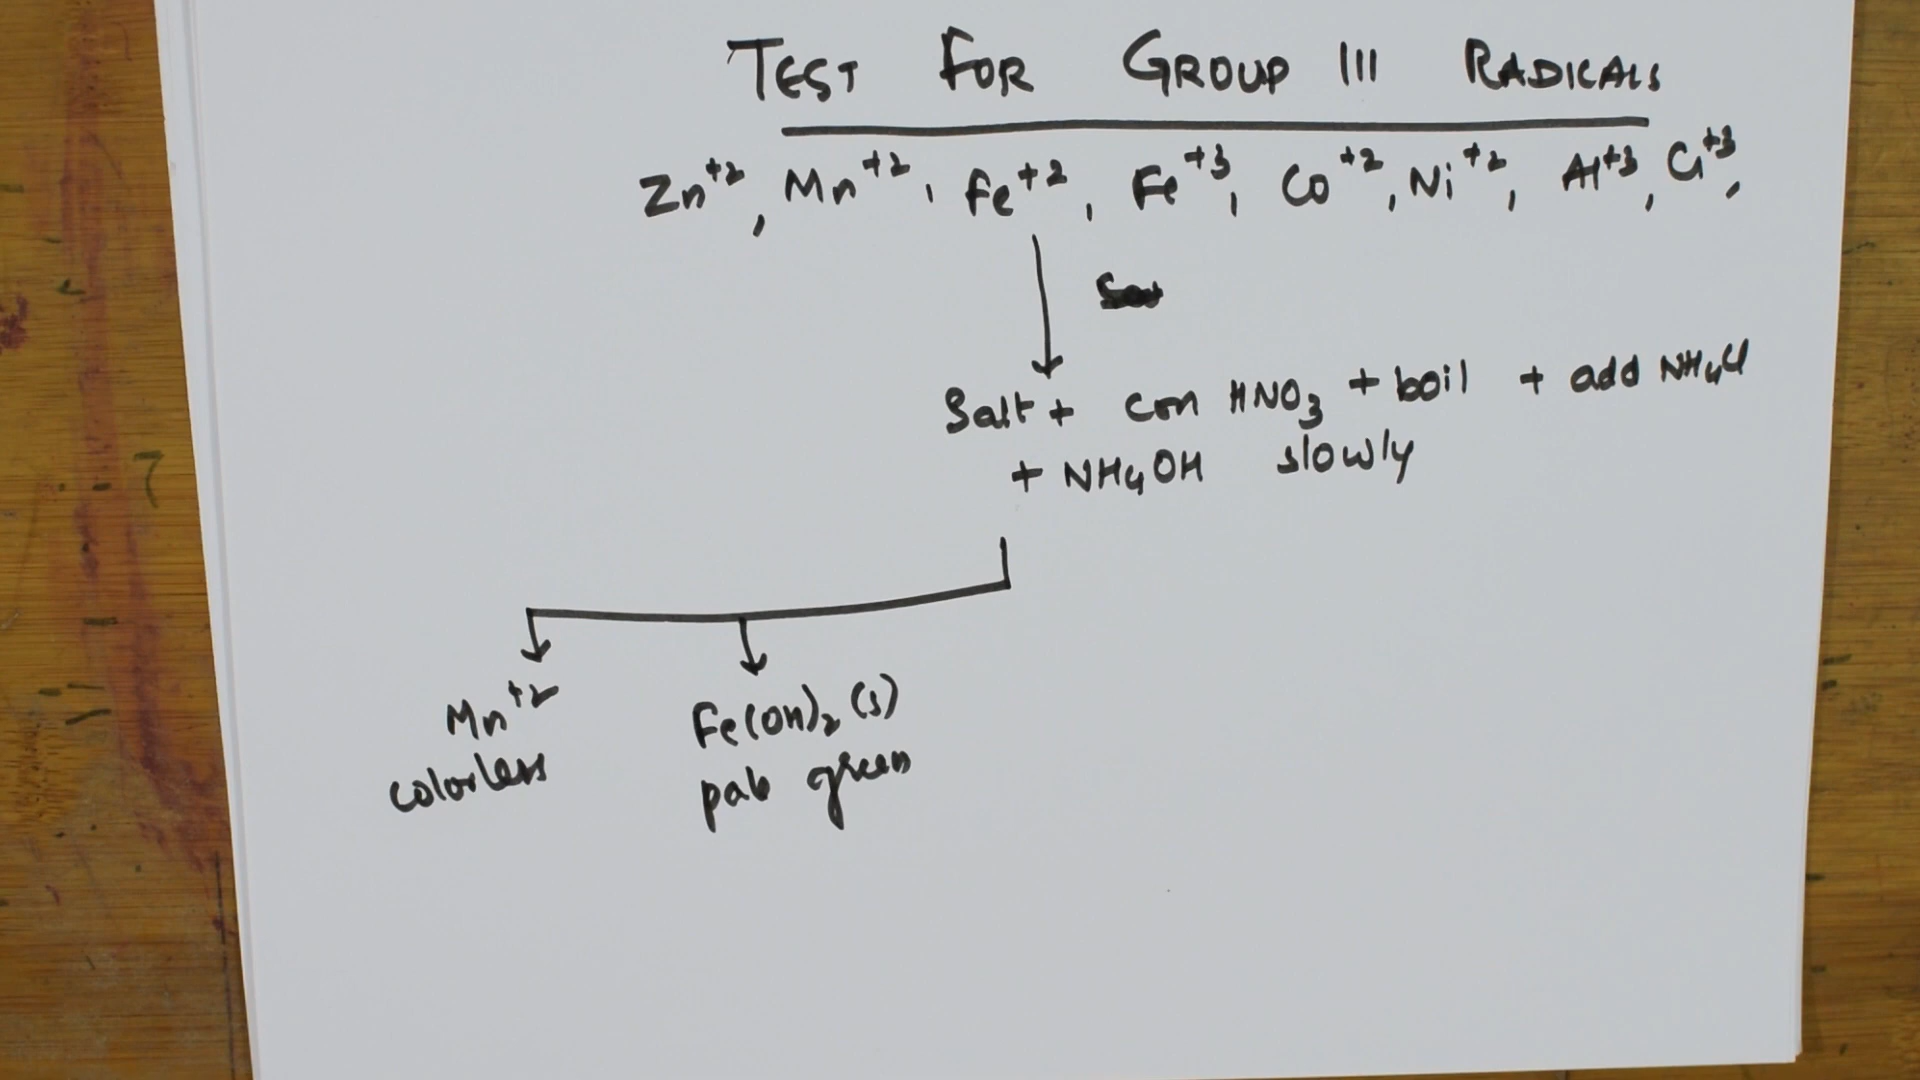 TEST FOR GROUP III RADICALS
Zn+2, Mn+2, Fe+2, Fe+3, Co+2, Ni+2, Al+3, Cr+3,
Salt + con HNO3 + boil + add NH4Cl
+ NH4OH slowly
Mn+2 Fe(OH)2 (s)
colorless pale green